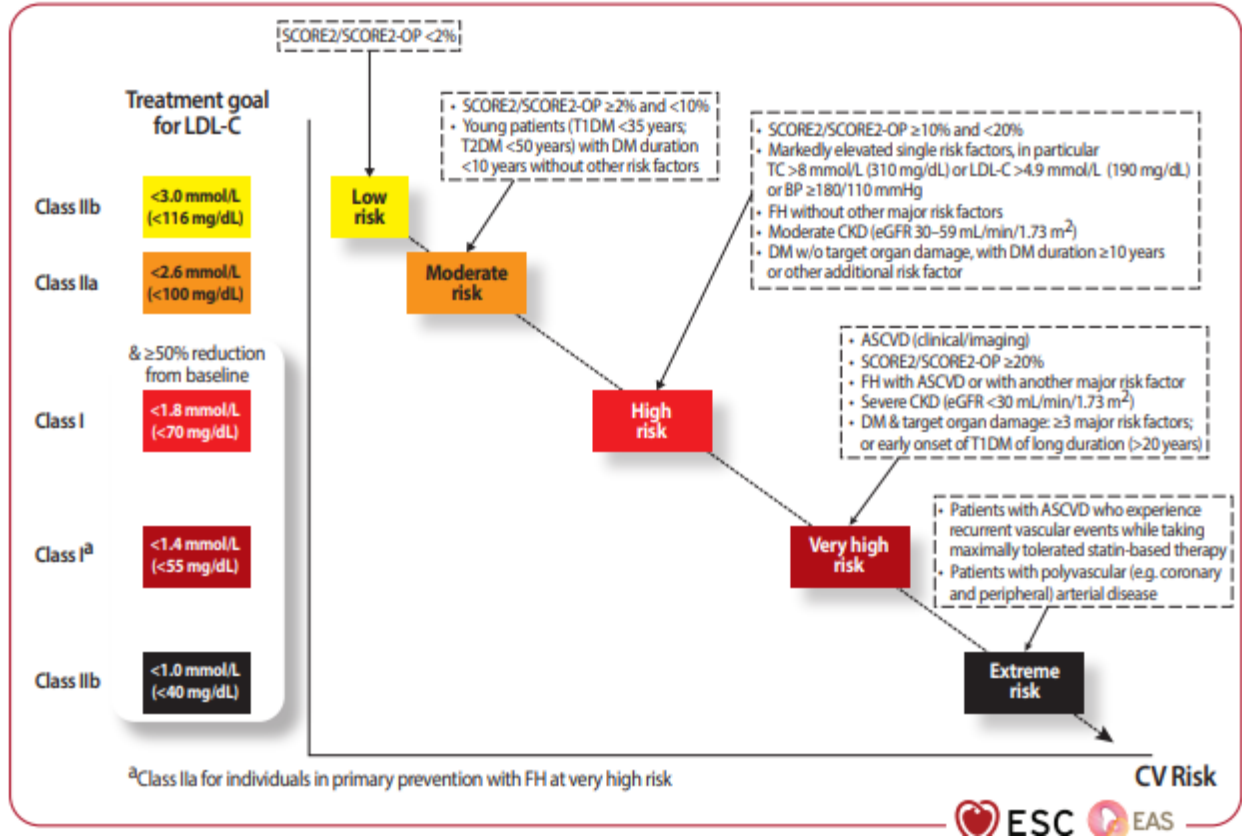 SCORE2/SCORE2-OP <2%
Treatment goal
for LDL-C
• SCORE2/SCORE2-OP ≥2% and <10%
• Young patients (T1DM <35 years;
T2DM <50 years) with DM duration
<10 years without other risk factors
• SCORE2/SCORE2-OP ≥10% and <20%
• Markedly elevated single risk factors, in particular
TC >8 mmol/L (310 mg/dL) or LDL-C >4.9 mmol/L (190 mg/dL)
or BP ≥180/110 mmHg
• FH without other major risk factors
• Moderate CKD (eGFR 30–59 mL/min/1.73 m²)
• DM w/o target organ damage, with DM duration ≥10 years
or other additional risk factor
Class IIb
<3.0 mmol/L
(<116 mg/dL)
Low
risk
Class IIa
<2.6 mmol/L
(<100 mg/dL)
Moderate
risk
& ≥50% reduction
from baseline
• ASCVD (clinical/imaging)
• SCORE2/SCORE2-OP ≥20%
• FH with ASCVD or with another major risk factor
• Severe CKD (eGFR <30 mL/min/1.73 m²)
• DM & target organ damage: ≥3 major risk factors;
or early onset of T1DM of long duration (>20 years)
Class I
<1.8 mmol/L
(<70 mg/dL)
High
risk
Class Iᵃ
<1.4 mmol/L
(<55 mg/dL)
Very high
risk
• Patients with ASCVD who experience
recurrent vascular events while taking
maximally tolerated statin-based therapy
• Patients with polyvascular (e.g. coronary
and peripheral) arterial disease
Class IIb
<1.0 mmol/L
(<40 mg/dL)
Extreme
risk
ᵃClass IIa for individuals in primary prevention with FH at very high risk
CV Risk
ESC
EAS